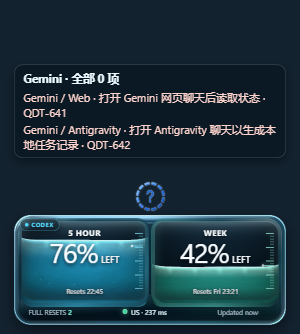 Gemini · 全部 0 项
Gemini / Web · 打开 Gemini 网页聊天后读取状态 ·
QDT-641
Gemini / Antigravity · 打开 Antigravity 聊天以生成本
地任务记录 · QDT-642
?
CODEX
5 HOUR
76% LEFT
Resets 22:45
WEEK
42% LEFT
Resets Fri 23:21
FULL RESETS 2
US · 237 ms
Updated now